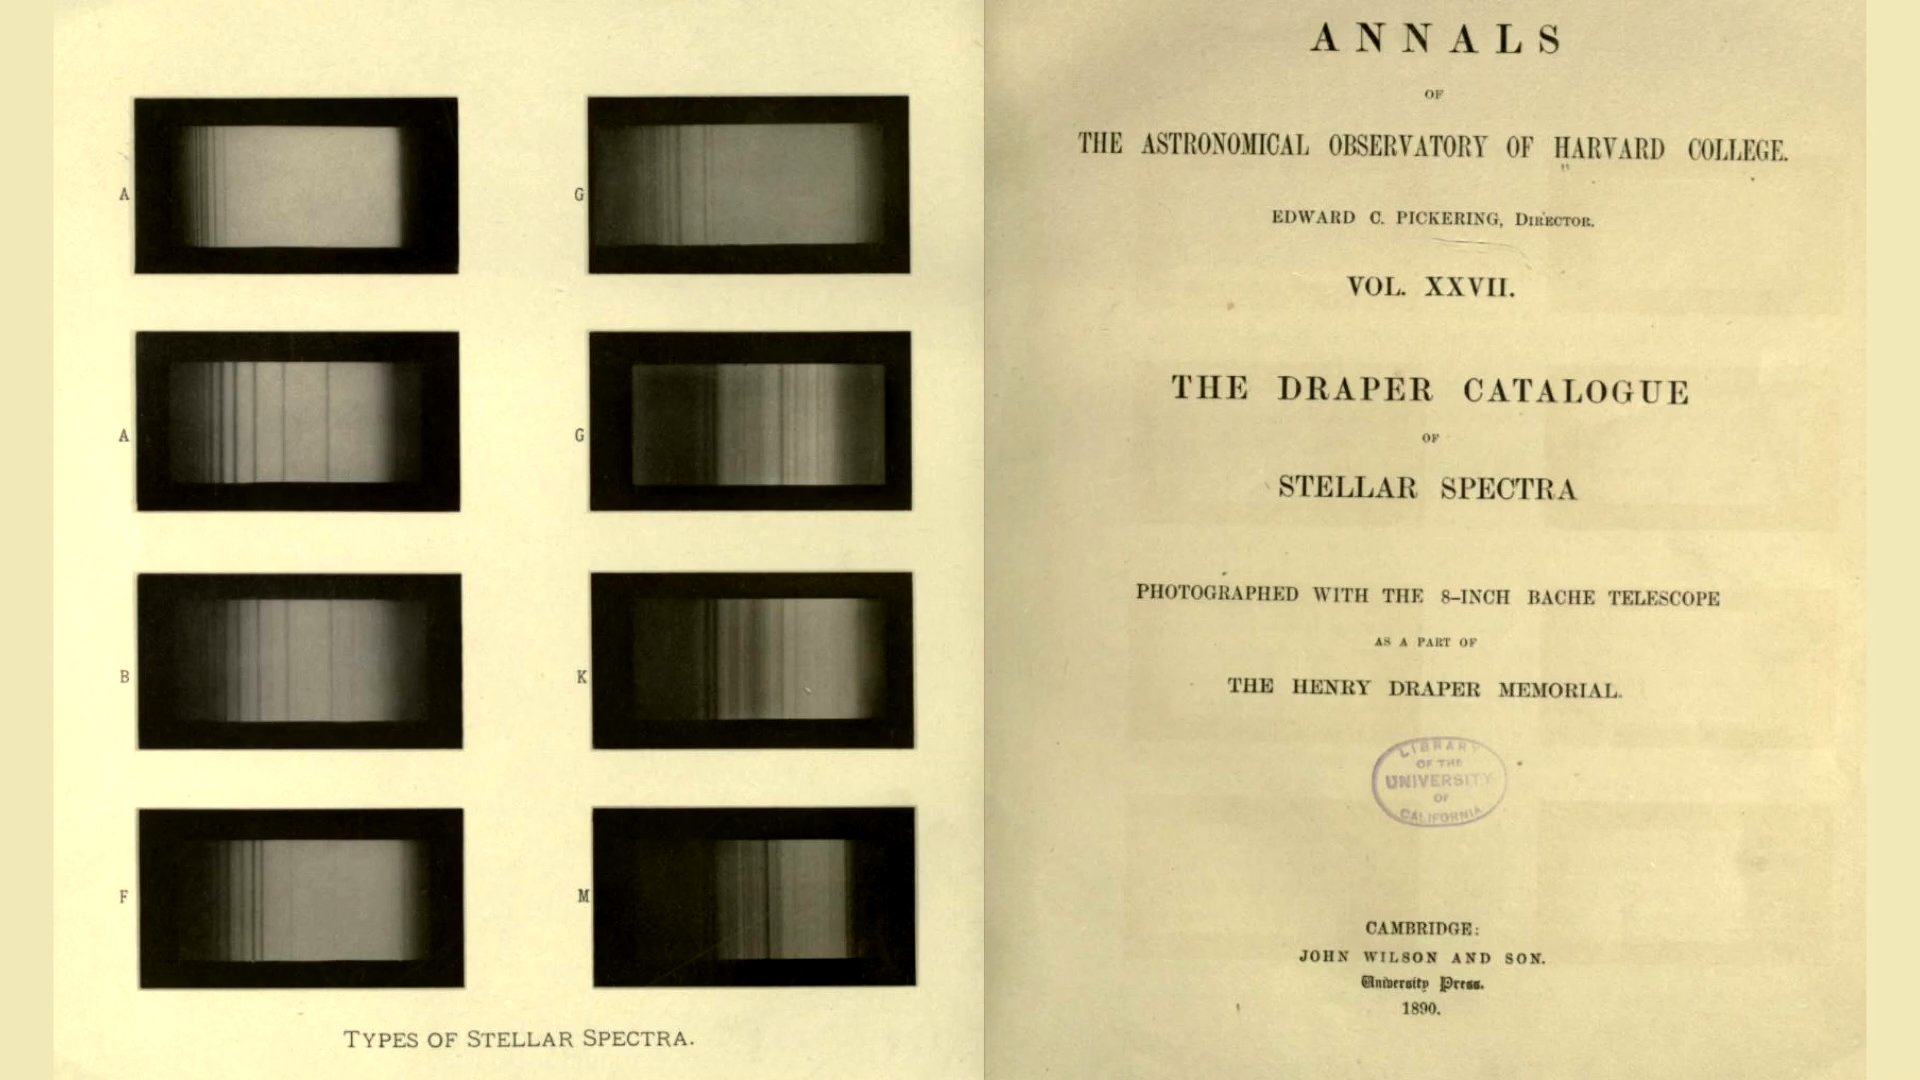 A
G
A
G
B
K
F
M
TYPES OF STELLAR SPECTRA.
ANNALS
OF
THE ASTRONOMICAL OBSERVATORY OF HARVARD COLLEGE.
EDWARD C. PICKERING, DIRECTOR.
VOL. XXVII.
THE DRAPER CATALOGUE
OF
STELLAR SPECTRA
PHOTOGRAPHED WITH THE 8-INCH BACHE TELESCOPE
AS A PART OF
THE HENRY DRAPER MEMORIAL.
LIBRARY
OF THE
UNIVERSITY
OF
CALIFORNIA
CAMBRIDGE:
JOHN WILSON AND SON.
University Press.
1890.